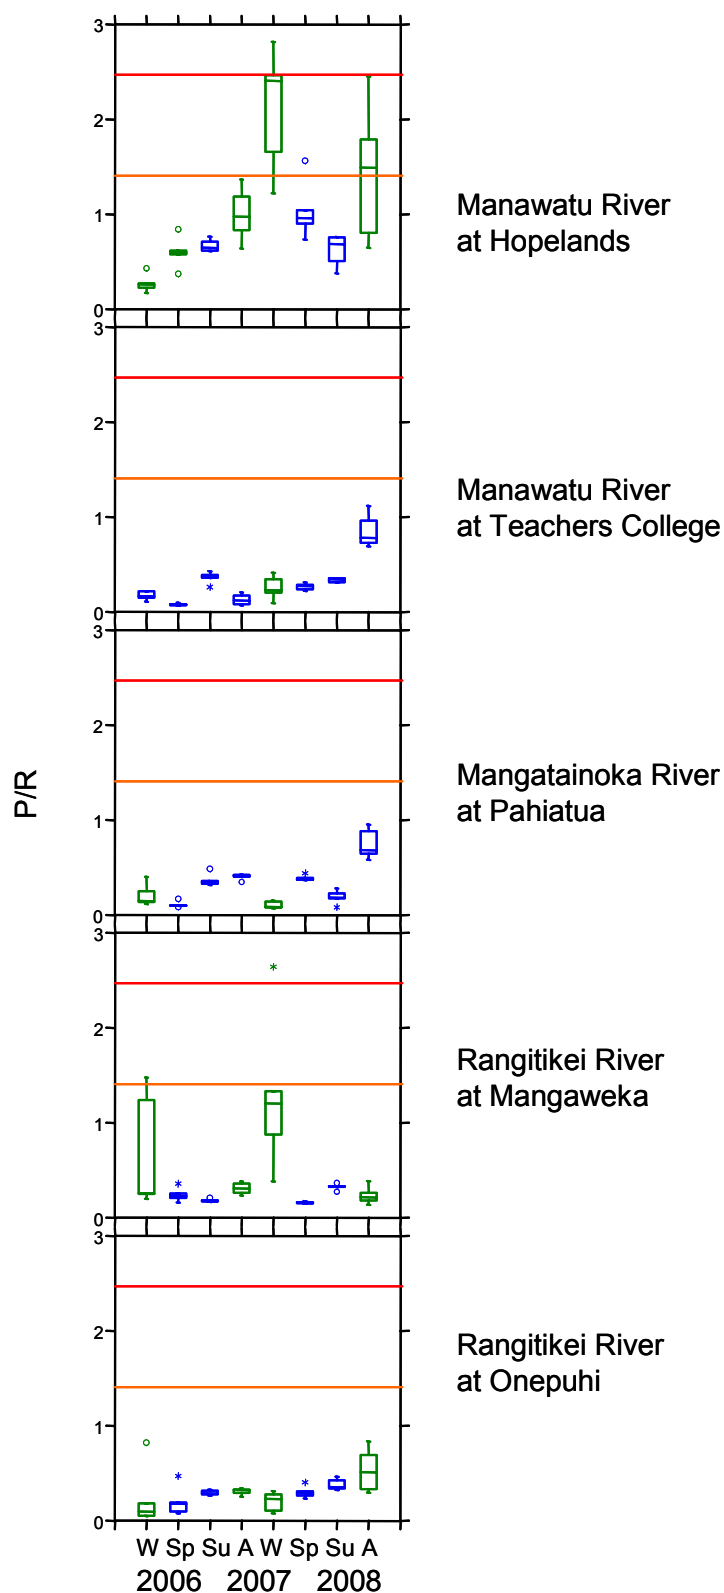 3
2
1
0
Manawatu River
at Hopelands
3
2
1
0
Manawatu River
at Teachers College
3
2
1
0
Mangatainoka River
at Pahiatua
P/R
3
2
1
0
Rangitikei River
at Mangaweka
3
2
1
0
Rangitikei River
at Onepuhi
W Sp Su A W Sp Su A
2006 2007 2008